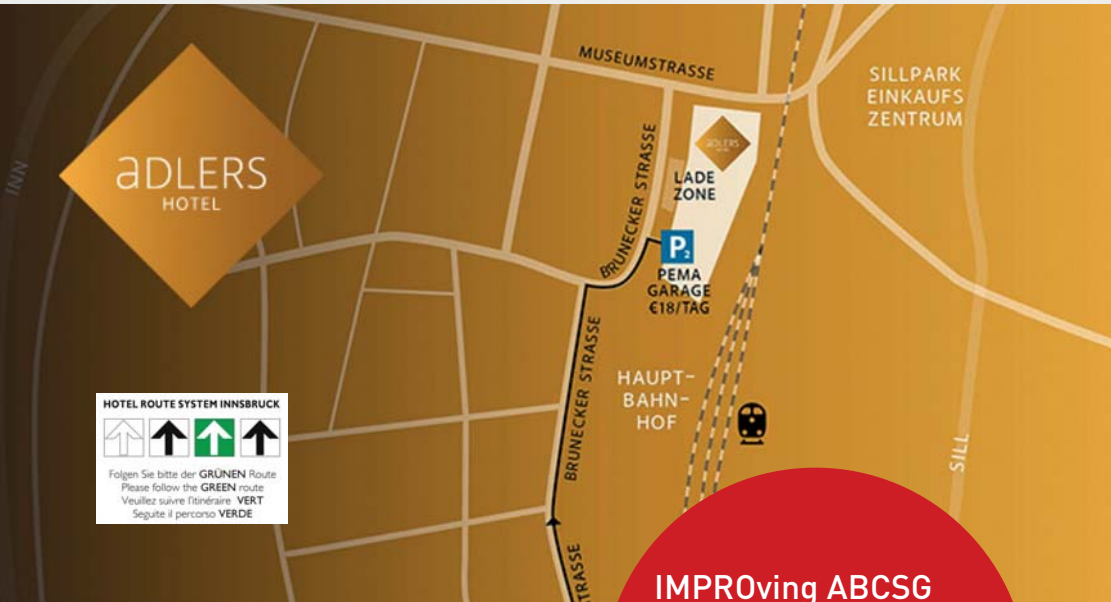 MUSEUMSTRASSE
SILLPARK
EINKAUFS
ZENTRUM
INN
aDLERS
HOTEL
BRUNECKER STRASSE
aDLERS
LADE
ZONE
P2
PEMA
GARAGE
€18/TAG
BRUNECKER STRASSE
HAUPT-
BAHN-
HOF
SILL
HOTEL ROUTE SYSTEM INNSBRUCK
Folgen Sie bitte der GRÜNEN Route
Please follow the GREEN route
Veuillez suivre l'itinéraire VERT
Seguite il percorso VERDE
IMPROving ABCSG